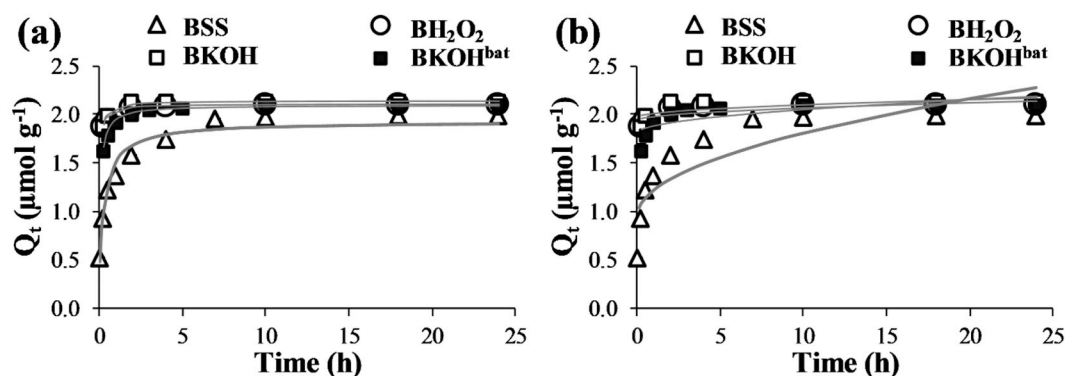 (a)
BSS
BH₂O₂
BKOH
BKOHᵇᵃᵗ
2.5
2.0
1.5
1.0
0.5
0.0
Qₜ (µmol g⁻¹)
0 5 10 15 20 25
Time (h)
(b)
BSS
BH₂O₂
BKOH
BKOHᵇᵃᵗ
2.5
2.0
1.5
1.0
0.5
0.0
Qₜ (µmol g⁻¹)
0 5 10 15 20 25
Time (h)